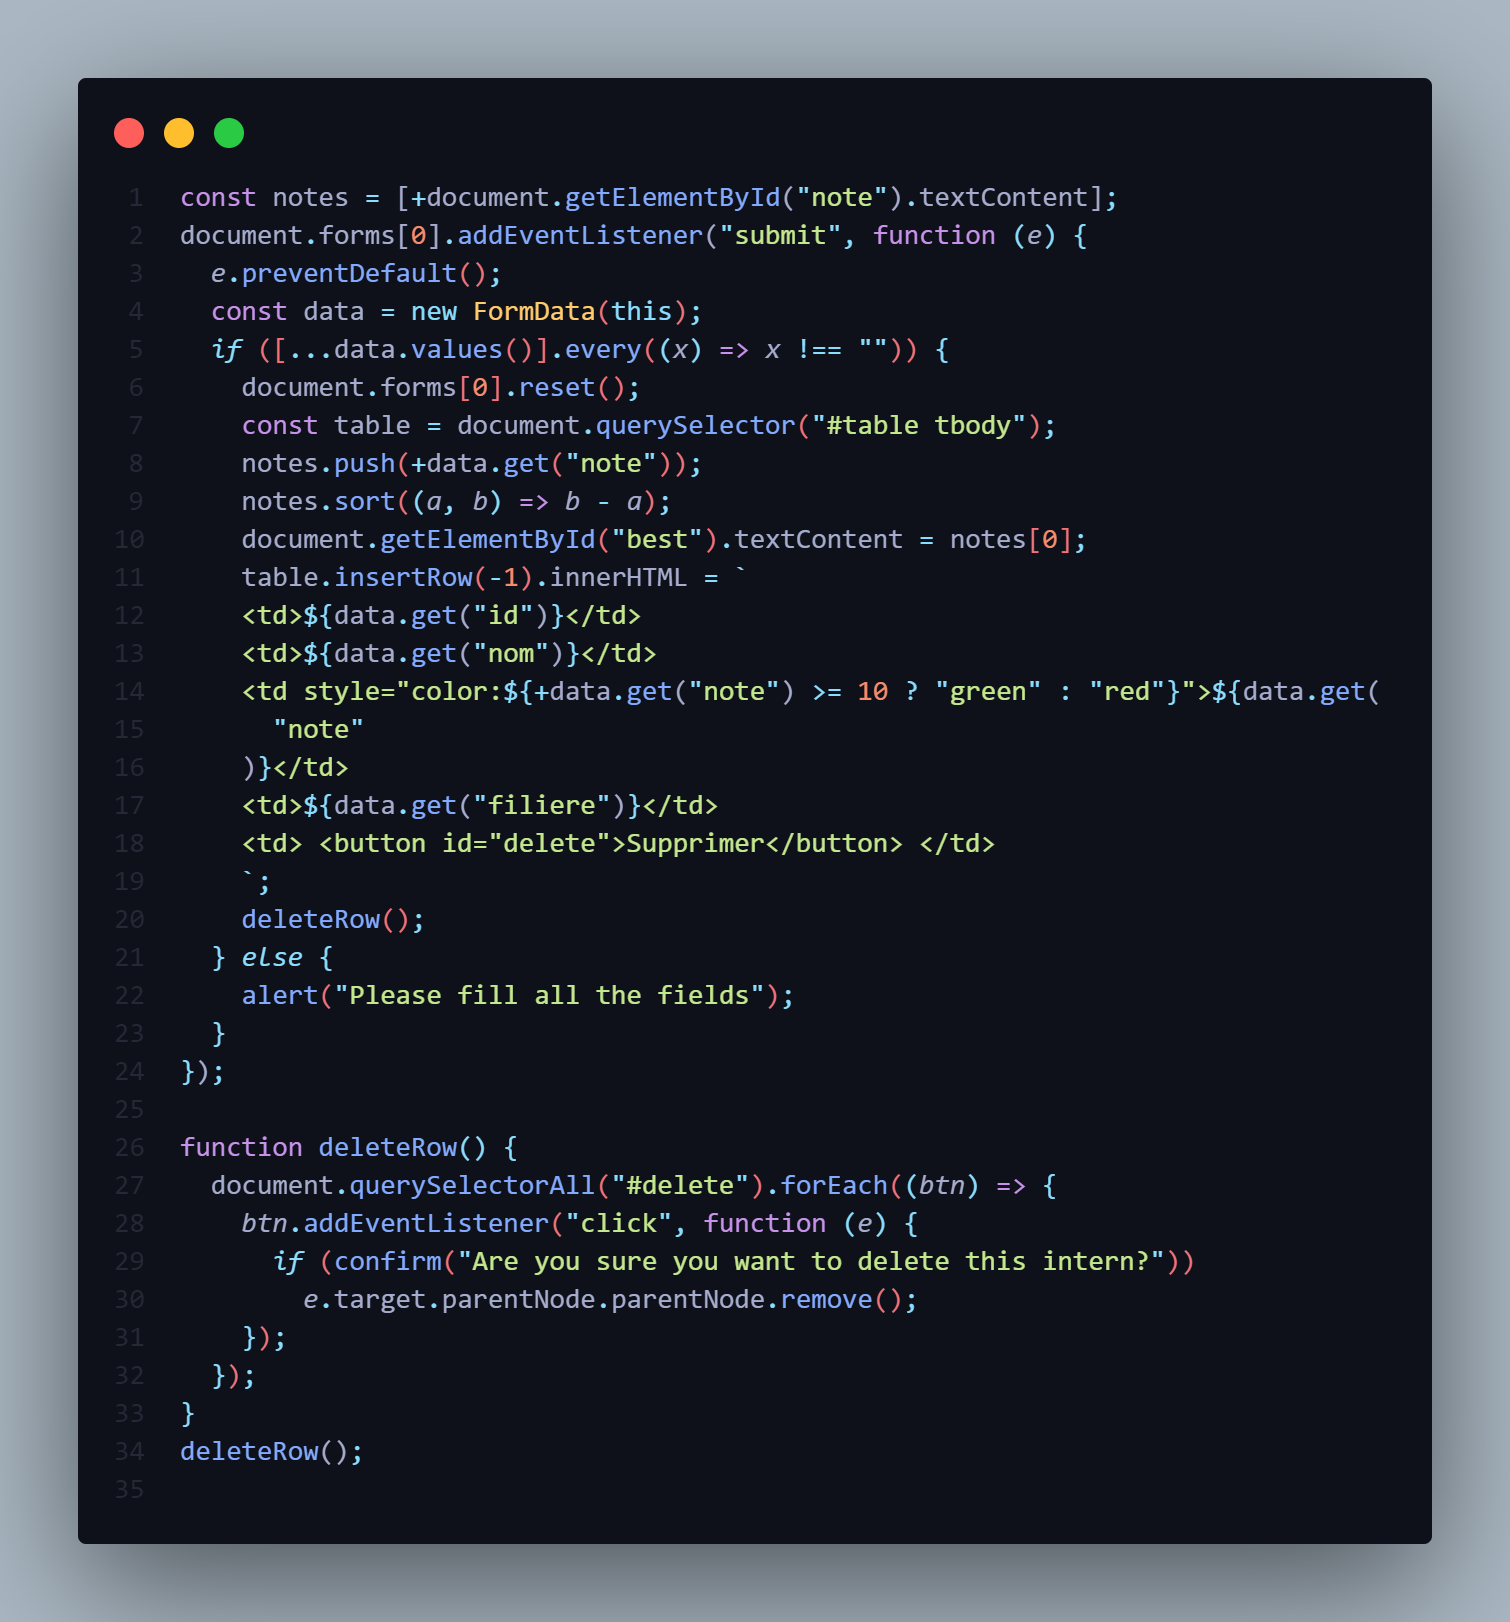 1 const notes = [+document.getElementById("note").textContent];
2 document.forms[0].addEventListener("submit", function (e) {
3   e.preventDefault();
4   const data = new FormData(this);
5   if ([...data.values()].every((x) => x !== "")) {
6     document.forms[0].reset();
7     const table = document.querySelector("#table tbody");
8     notes.push(+data.get("note"));
9     notes.sort((a, b) => b - a);
10     document.getElementById("best").textContent = notes[0];
11     table.insertRow(-1).innerHTML = `
12     <td>${data.get("id")}</td>
13     <td>${data.get("nom")}</td>
14     <td style="color:${+data.get("note") >= 10 ? "green" : "red"}">${data.get(
15       "note"
16     )}</td>
17     <td>${data.get("filiere")}</td>
18     <td> <button id="delete">Supprimer</button> </td>
19     `;
20     deleteRow();
21   } else {
22     alert("Please fill all the fields");
23   }
24 });
25
26 function deleteRow() {
27   document.querySelectorAll("#delete").forEach((btn) => {
28     btn.addEventListener("click", function (e) {
29       if (confirm("Are you sure you want to delete this intern?"))
30         e.target.parentNode.parentNode.remove();
31     });
32   });
33 }
34 deleteRow();
35